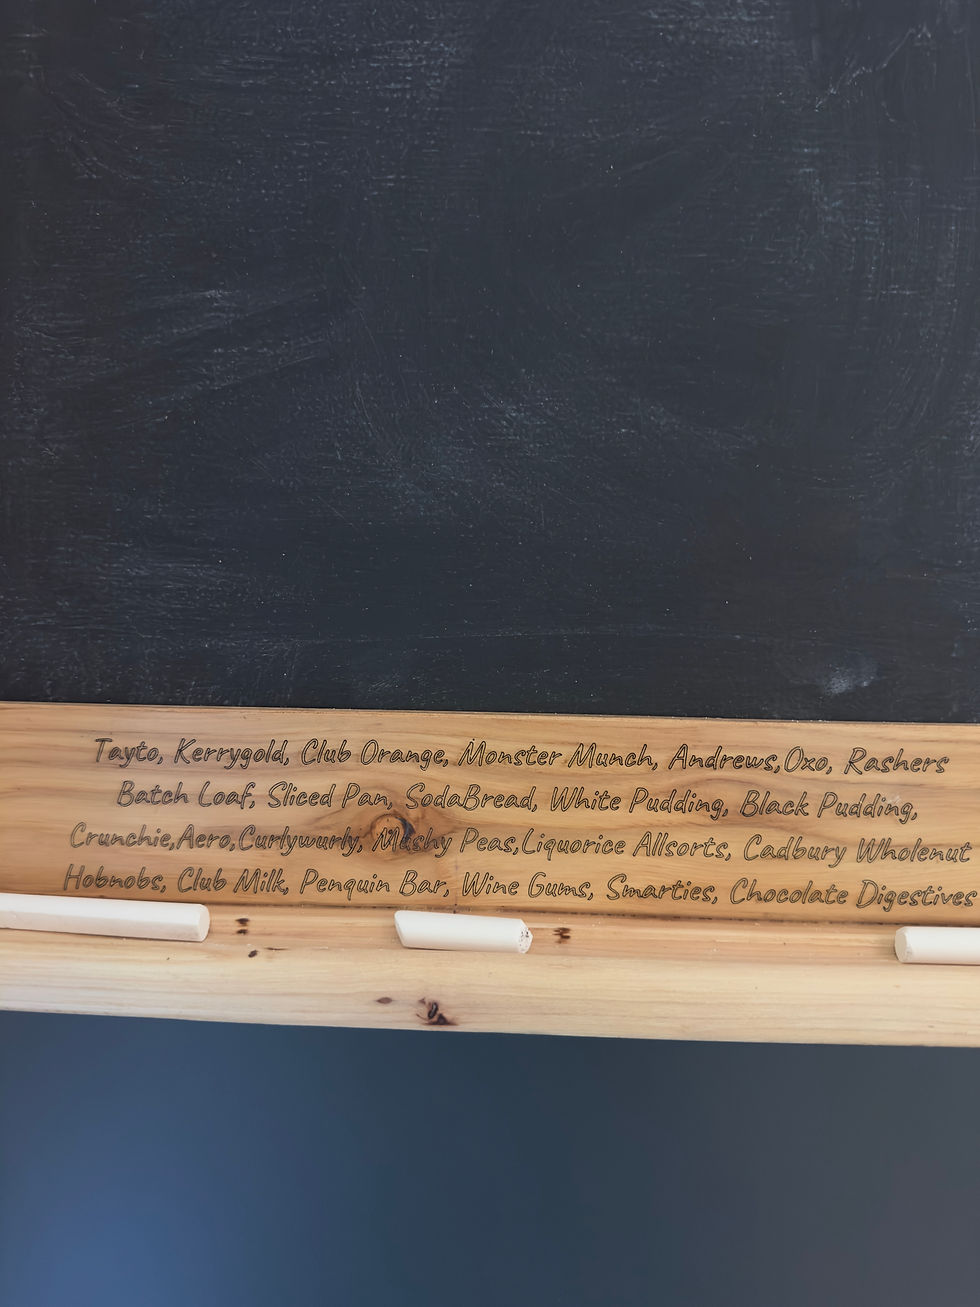 Tayto, Kerrygold, Club Orange, Monster Munch, Andrews,Oxo, Rashers
Batch Loaf, Sliced Pan, SodaBread, White Pudding, Black Pudding,
Crunchie,Aero,Curlywurly, Mushy Peas,Liquorice Allsorts, Cadbury Wholenut
Hobnobs, Club Milk, Penquin Bar, Wine Gums, Smarties, Chocolate Digestives